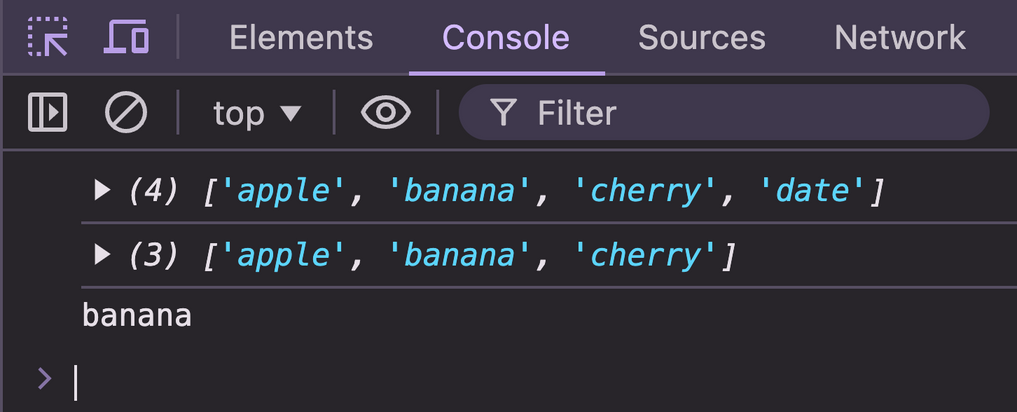 Elements Console Sources Network
top Filter
(4) ['apple', 'banana', 'cherry', 'date']
(3) ['apple', 'banana', 'cherry']
banana